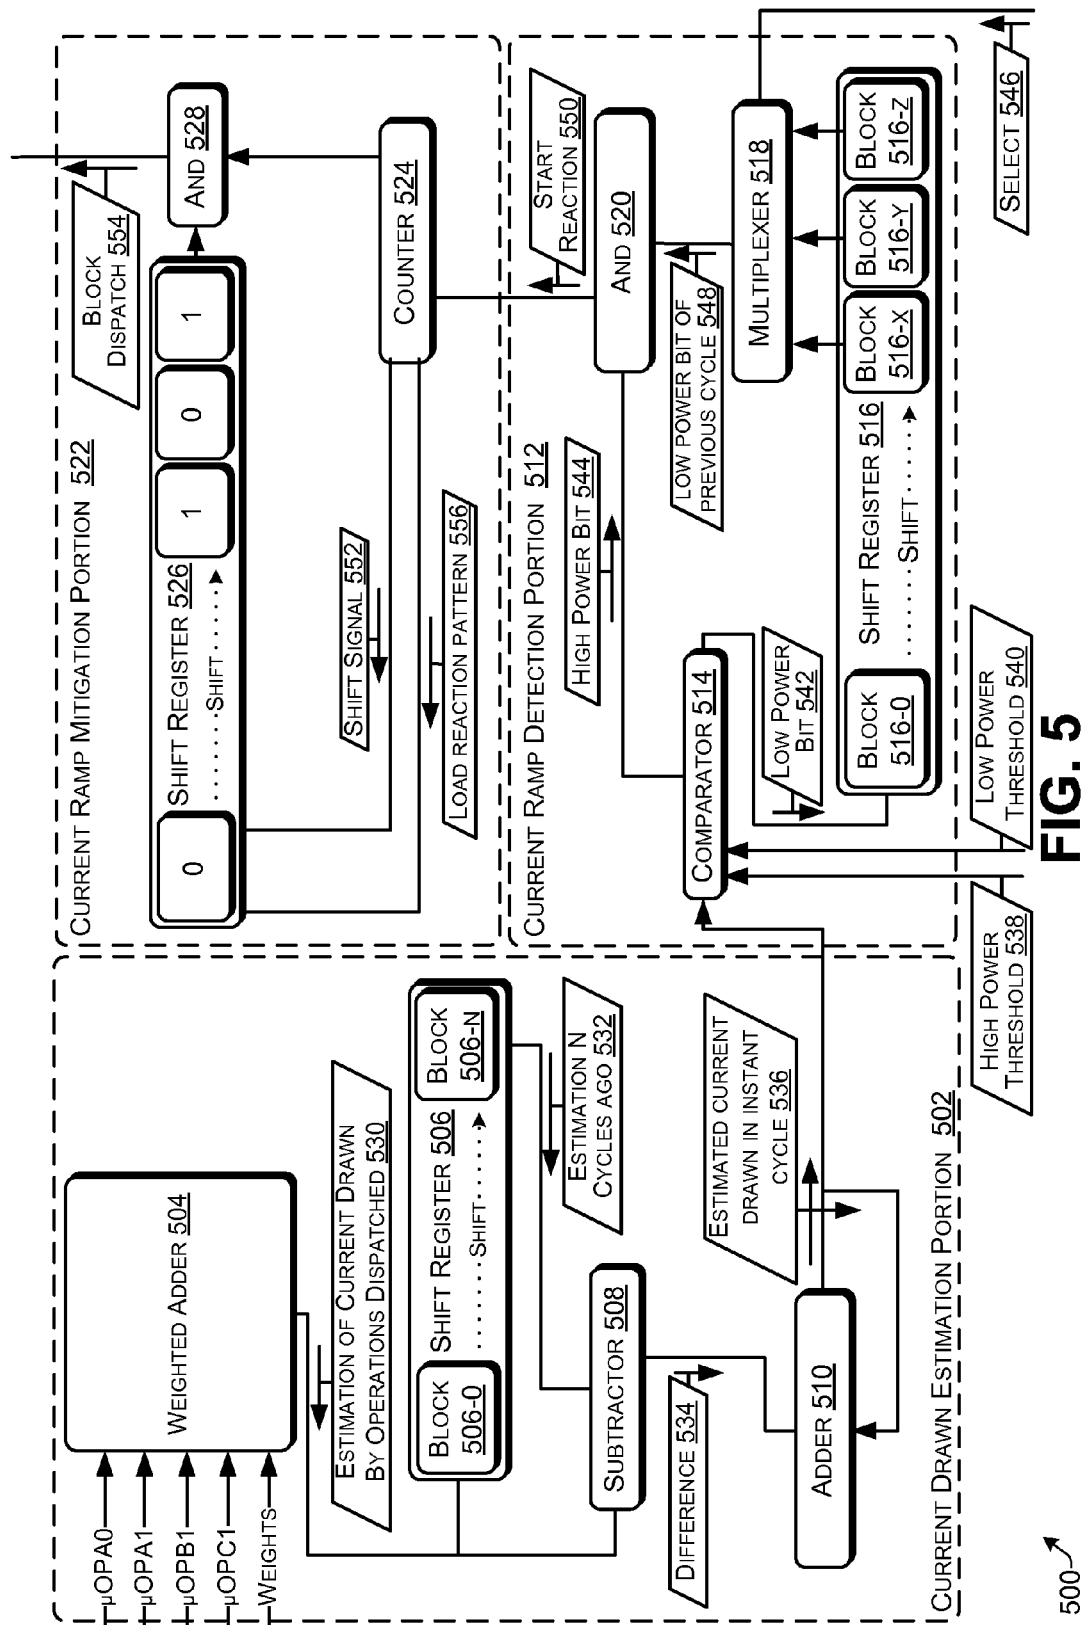 500
µOPA0
µOPA1
µOPB1
µOPC1
WEIGHTS
WEIGHTED ADDER 504
ESTIMATION OF CURRENT DRAWN
BY OPERATIONS DISPATCHED 530
BLOCK
506-0
SHIFT REGISTER 506
SHIFT
BLOCK
506-N
ESTIMATION N
CYCLES AGO 532
SUBTRACTOR 508
DIFFERENCE 534
ADDER 510
ESTIMATED CURRENT
DRAWN IN INSTANT
CYCLE 536
CURRENT DRAWN ESTIMATION PORTION 502
CURRENT RAMP MITIGATION PORTION 522
0
SHIFT REGISTER 526
SHIFT
1
0
1
AND 528
BLOCK
DISPATCH 554
SHIFT SIGNAL 552
LOAD REACTION PATTERN 556
COUNTER 524
CURRENT RAMP DETECTION PORTION 512
START
REACTION 550
HIGH POWER BIT 544
AND 520
LOW POWER BIT OF
PREVIOUS CYCLE 548
COMPARATOR 514
LOW POWER
BIT 542
MULTIPLEXER 518
BLOCK
516-0
SHIFT REGISTER 516
SHIFT
BLOCK
516-X
BLOCK
516-Y
BLOCK
516-Z
HIGH POWER
THRESHOLD 538
LOW POWER
THRESHOLD 540
SELECT 546
FIG. 5